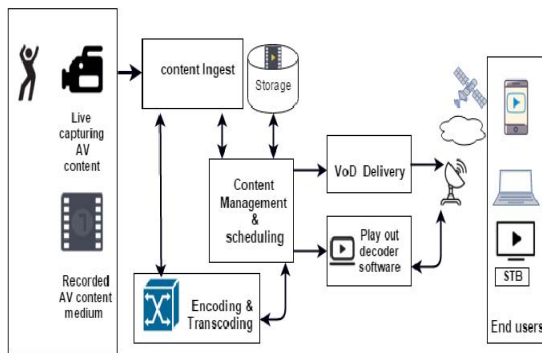 Live
capturing
AV
content
Recorded
AV content
medium
content Ingest
Storage
Content
Management
&
scheduling
Encoding &
Transcoding
VoD Delivery
Play out
decoder
software
STB
End users